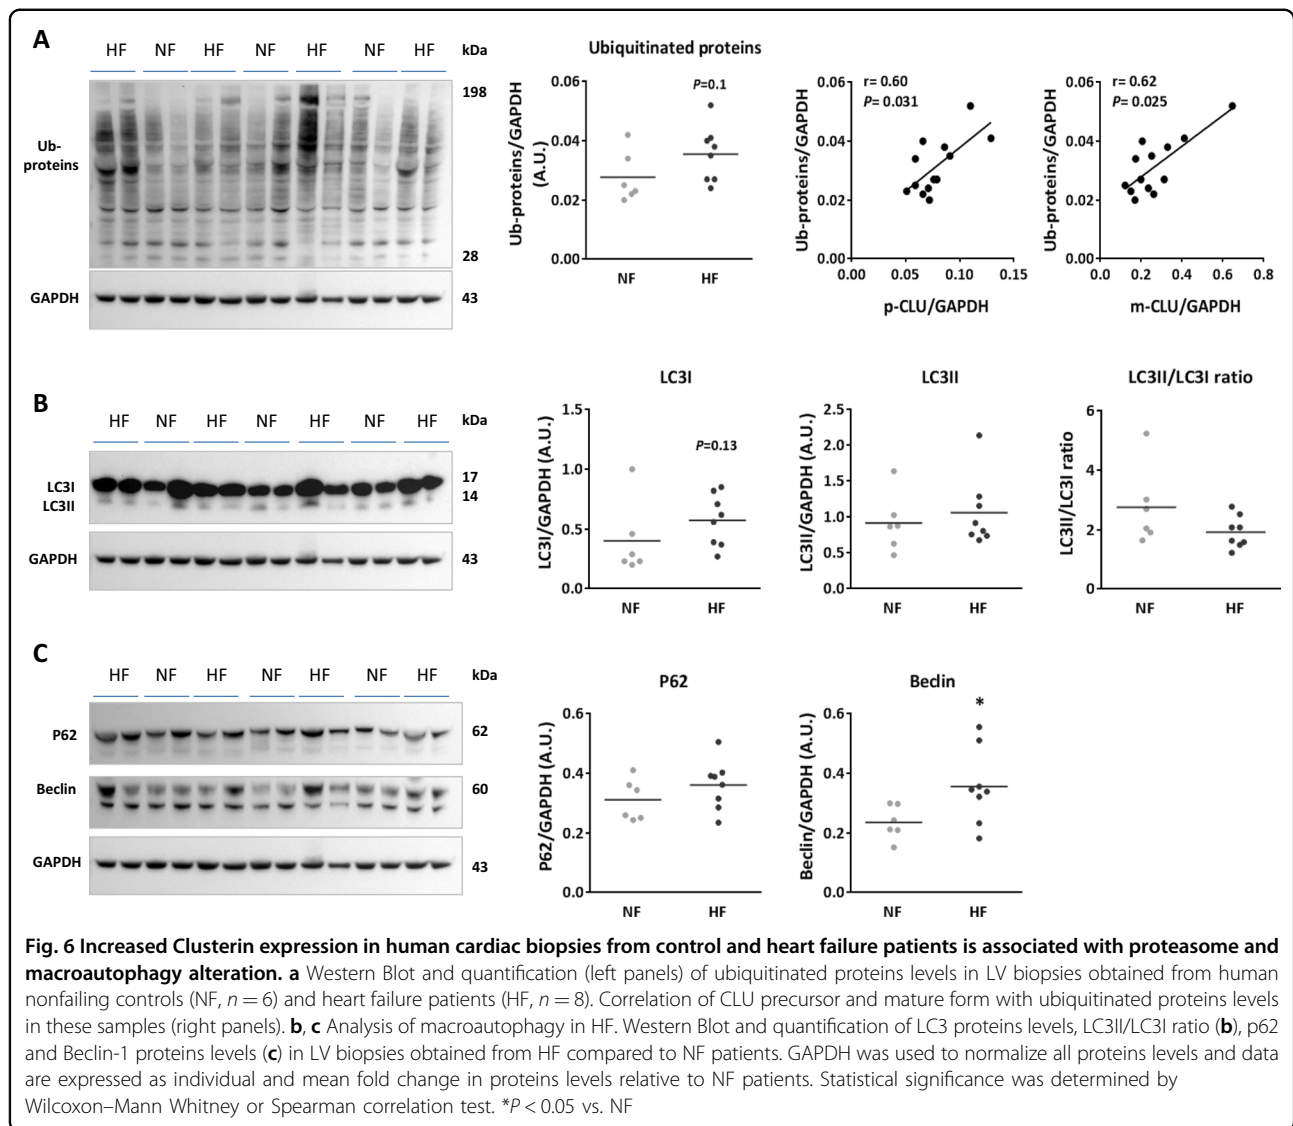 A
HF NF HF NF HF NF HF kDa
Ub-
proteins
198
28
GAPDH
43
Ubiquitinated proteins
Ub-proteins/GAPDH
(A.U.)
0.06
0.04
0.02
0.00
P=0.1
NF HF
Ub-proteins/GAPDH
0.06
0.04
0.02
0.00
r= 0.60
P= 0.031
0.00 0.05 0.10 0.15
p-CLU/GAPDH
Ub-proteins/GAPDH
0.06
0.04
0.02
0.00
r= 0.62
P= 0.025
0.0 0.2 0.4 0.6 0.8
m-CLU/GAPDH
B
HF NF HF NF HF NF HF kDa
LC3I
LC3II
17
14
GAPDH
43
LC3I
LC3I/GAPDH (A.U.)
1.5
1.0
0.5
0.0
P=0.13
NF HF
LC3II
LC3II/GAPDH (A.U.)
2.5
2.0
1.5
1.0
0.5
0.0
NF HF
LC3II/LC3I ratio
LC3II/LC3I ratio
6
4
2
0
NF HF
C
HF NF HF NF HF NF HF kDa
P62
62
Beclin
60
GAPDH
43
P62
P62/GAPDH (A.U.)
0.6
0.4
0.2
0.0
NF HF
Beclin
Beclin/GAPDH (A.U.)
0.6
0.4
0.2
0.0
*
NF HF
Fig. 6 Increased Clusterin expression in human cardiac biopsies from control and heart failure patients is associated with proteasome and
macroautophagy alteration. a Western Blot and quantification (left panels) of ubiquitinated proteins levels in LV biopsies obtained from human
nonfailing controls (NF, n = 6) and heart failure patients (HF, n = 8). Correlation of CLU precursor and mature form with ubiquitinated proteins levels
in these samples (right panels). b, c Analysis of macroautophagy in HF. Western Blot and quantification of LC3 proteins levels, LC3II/LC3I ratio (b), p62
and Beclin-1 proteins levels (c) in LV biopsies obtained from HF compared to NF patients. GAPDH was used to normalize all proteins levels and data
are expressed as individual and mean fold change in proteins levels relative to NF patients. Statistical significance was determined by
Wilcoxon–Mann Whitney or Spearman correlation test. *P < 0.05 vs. NF